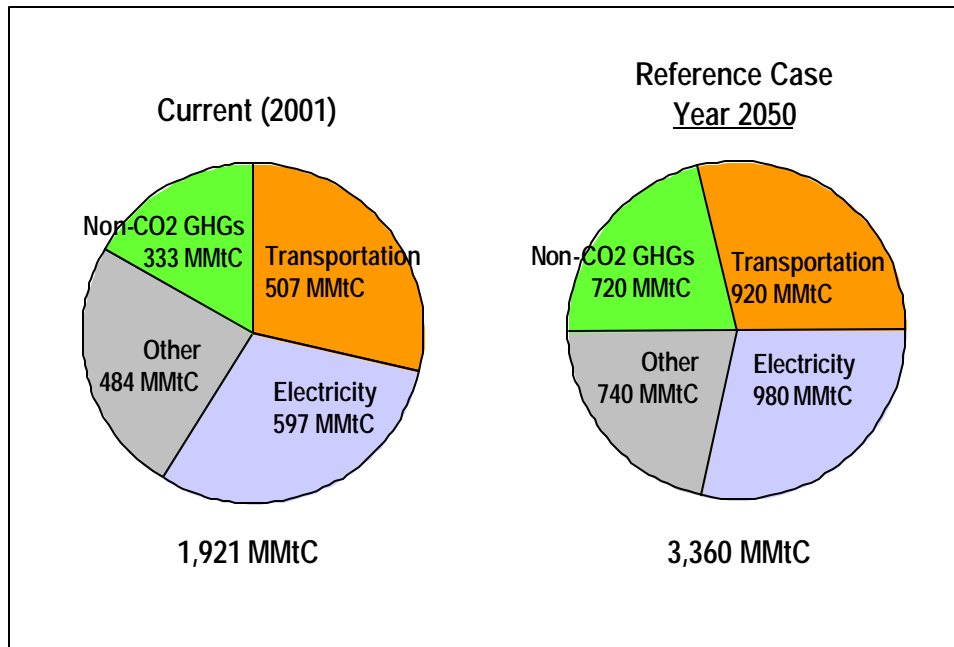 Current (2001)
Non-CO2 GHGs
333 MMtC
Transportation
507 MMtC
Other
484 MMtC
Electricity
597 MMtC
1,921 MMtC
Reference Case
Year 2050
Non-CO2 GHGs
720 MMtC
Transportation
920 MMtC
Other
740 MMtC
Electricity
980 MMtC
3,360 MMtC